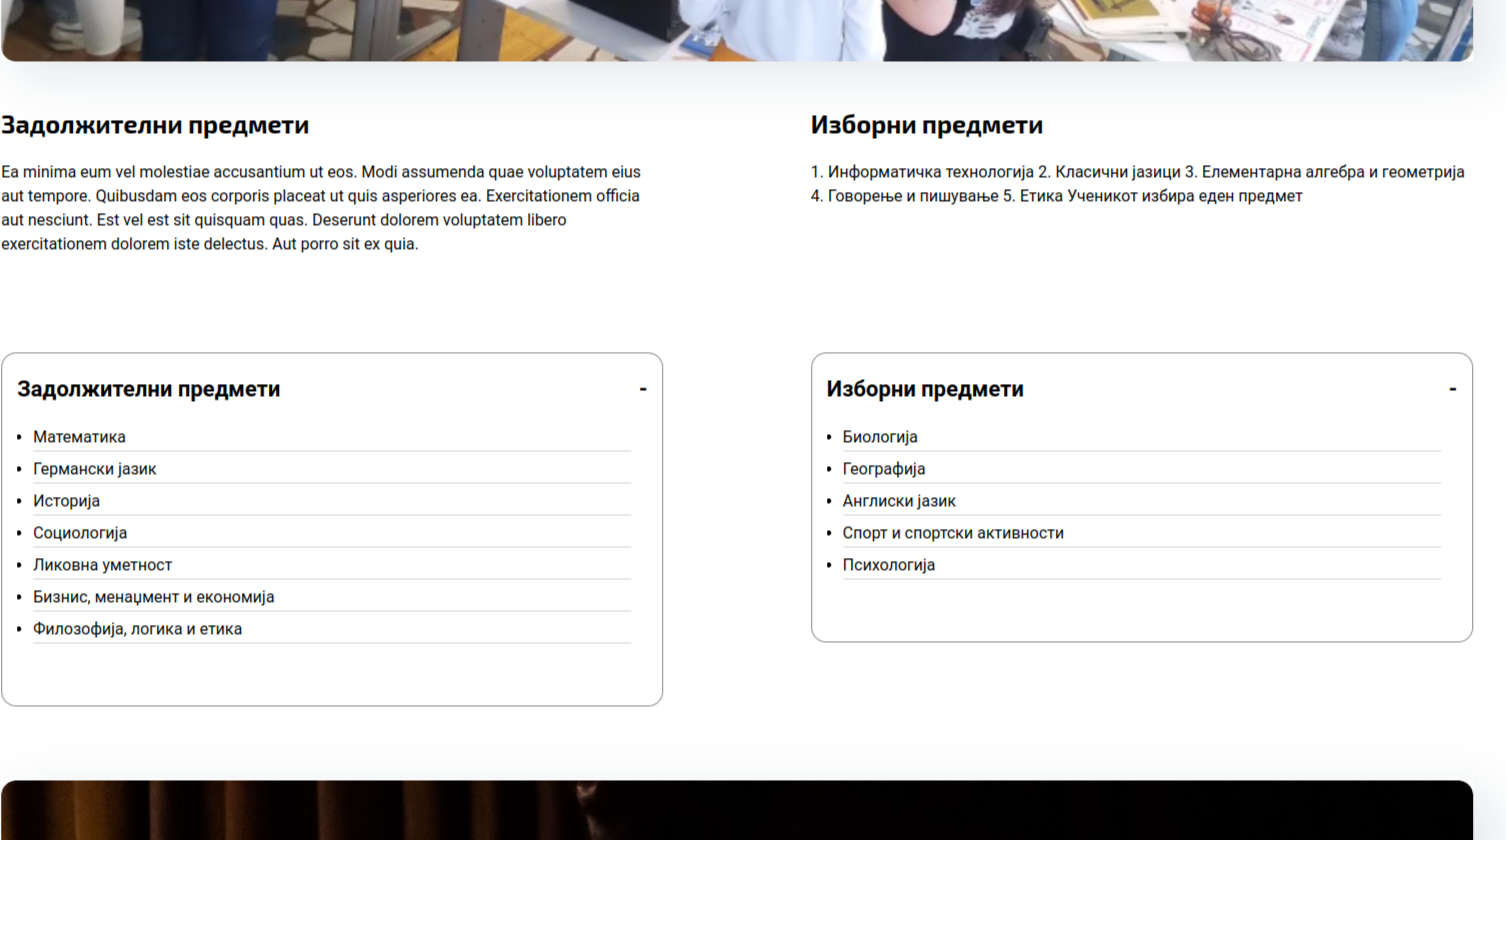 Задолжителни предмети
Ea minima eum vel molestiae accusantium ut eos. Modi assumenda quae voluptatem eius
aut tempore. Quibusdam eos corporis placeat ut quis asperiores ea. Exercitationem officia
aut nesciunt. Est vel est sit quisquam quas. Deserunt dolorem voluptatem libero
exercitationem dolorem iste delectus. Aut porro sit ex quia.
Изборни предмети
1. Информатичка технологија 2. Класични јазици 3. Елементарна алгебра и геометрија
4. Говорење и пишување 5. Етика Ученикот избира еден предмет
Задолжителни предмети -
• Математика
• Германски јазик
• Историја
• Социологија
• Ликовна уметност
• Бизнис, менаџмент и економија
• Филозофија, логика и етика
Изборни предмети -
• Биологија
• Географија
• Англиски јазик
• Спорт и спортски активности
• Психологија